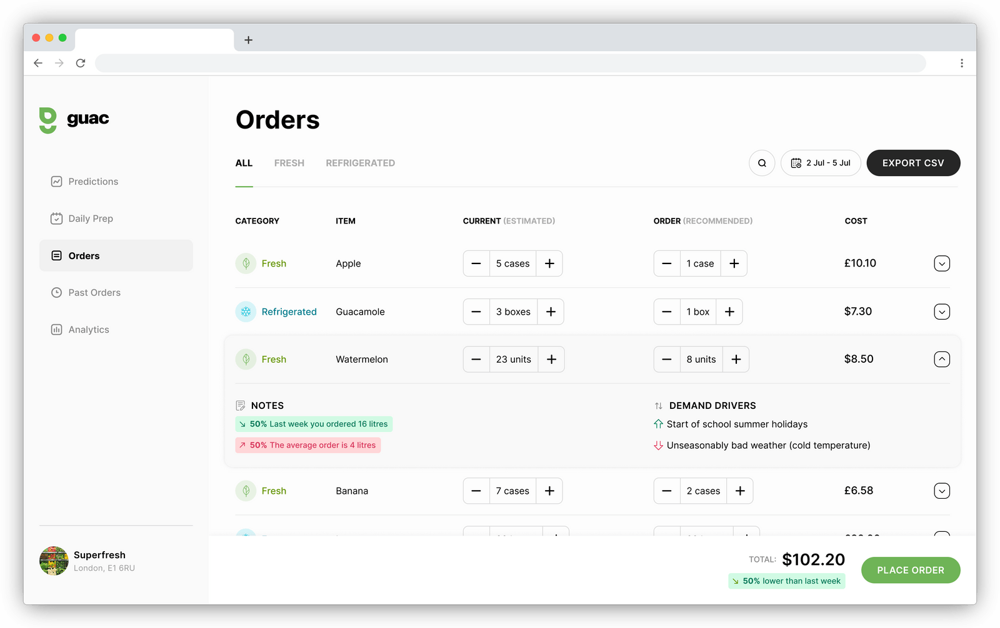 guac
Predictions
Daily Prep
Orders
Past Orders
Analytics
Superfresh
London, E1 6RU
Orders
ALL FRESH REFRIGERATED
2 Jul - 5 Jul EXPORT CSV
CATEGORY ITEM CURRENT (ESTIMATED) ORDER (RECOMMENDED) COST
Fresh Apple − 5 cases + − 1 case + £10.10
Refrigerated Guacamole − 3 boxes + − 1 box + $7.30
Fresh Watermelon − 23 units + − 8 units + $8.50
NOTES DEMAND DRIVERS
50% Last week you ordered 16 litres Start of school summer holidays
50% The average order is 4 litres Unseasonably bad weather (cold temperature)
Fresh Banana − 7 cases + − 2 cases + £6.58
TOTAL: $102.20
50% lower than last week
PLACE ORDER